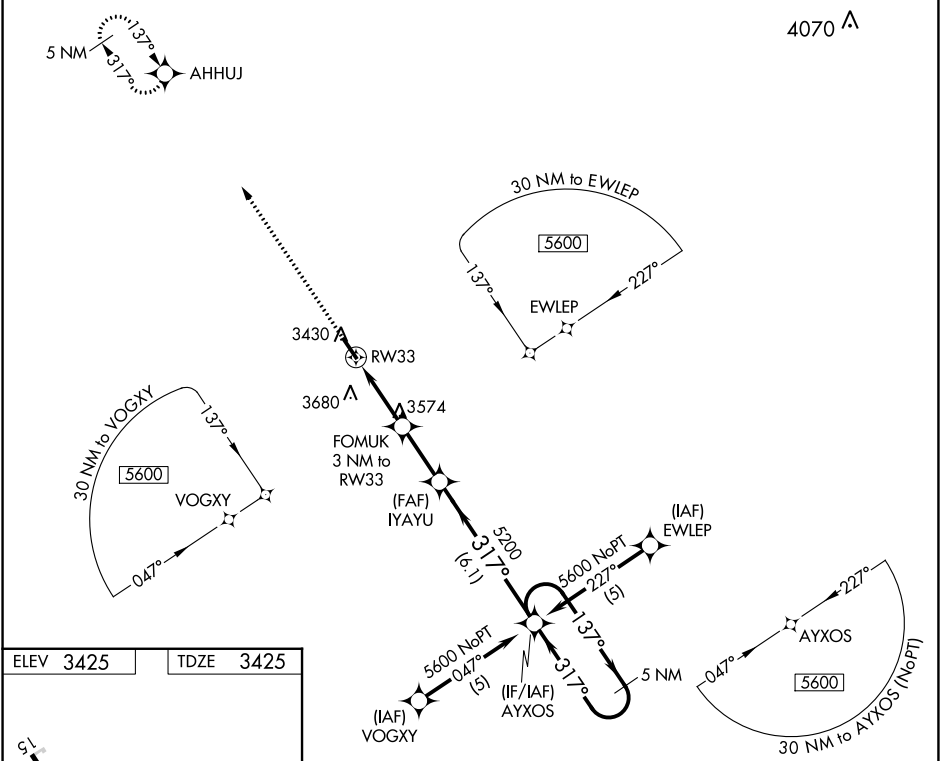 4070
137°
5 NM
317°
AHHUJ
30 NM to EWLEP
5600
137°
227°
EWLEP
3430
RW33
3680
3574
FOMUK
3 NM to
RW33
(FAF)
IYAYU
30 NM to VOGXY
137°
5600
VOGXY
047°
5200
317°
(6.1)
(IAF)
EWLEP
5600 NoPT
227°
(5)
137°
317°
5 NM
5600 NoPT
047°
(5)
(IF/IAF)
AYXOS
(IAF)
VOGXY
227°
AYXOS
047°
5600
30 NM to AYXOS (NoPT)
ELEV 3425
TDZE 3425
15